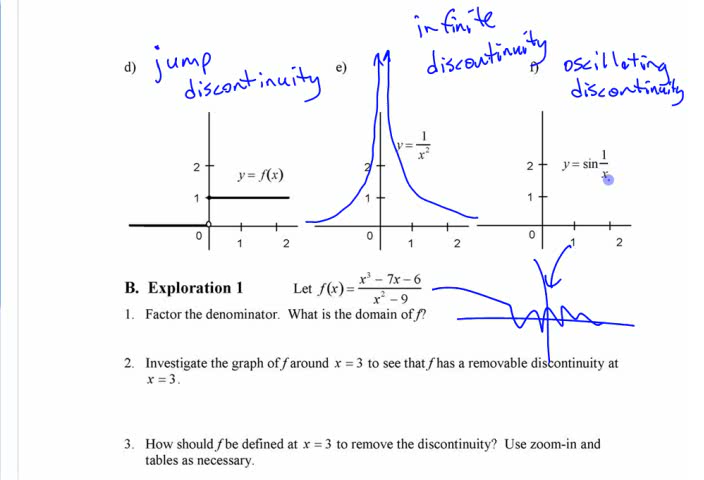 d) jump discontinuity
e) infinite discontinuity
f) oscillating discontinuity
2
1
0
1
2
y = f(x)
2
1
0
1
2
y = 1/x²
2
1
0
1
2
y = sin 1/x
B. Exploration 1 Let f(x) = (x³ − 7x − 6)/(x² − 9)
1. Factor the denominator. What is the domain of f?
2. Investigate the graph of f around x = 3 to see that f has a removable discontinuity at
x = 3.
3. How should f be defined at x = 3 to remove the discontinuity? Use zoom-in and
tables as necessary.